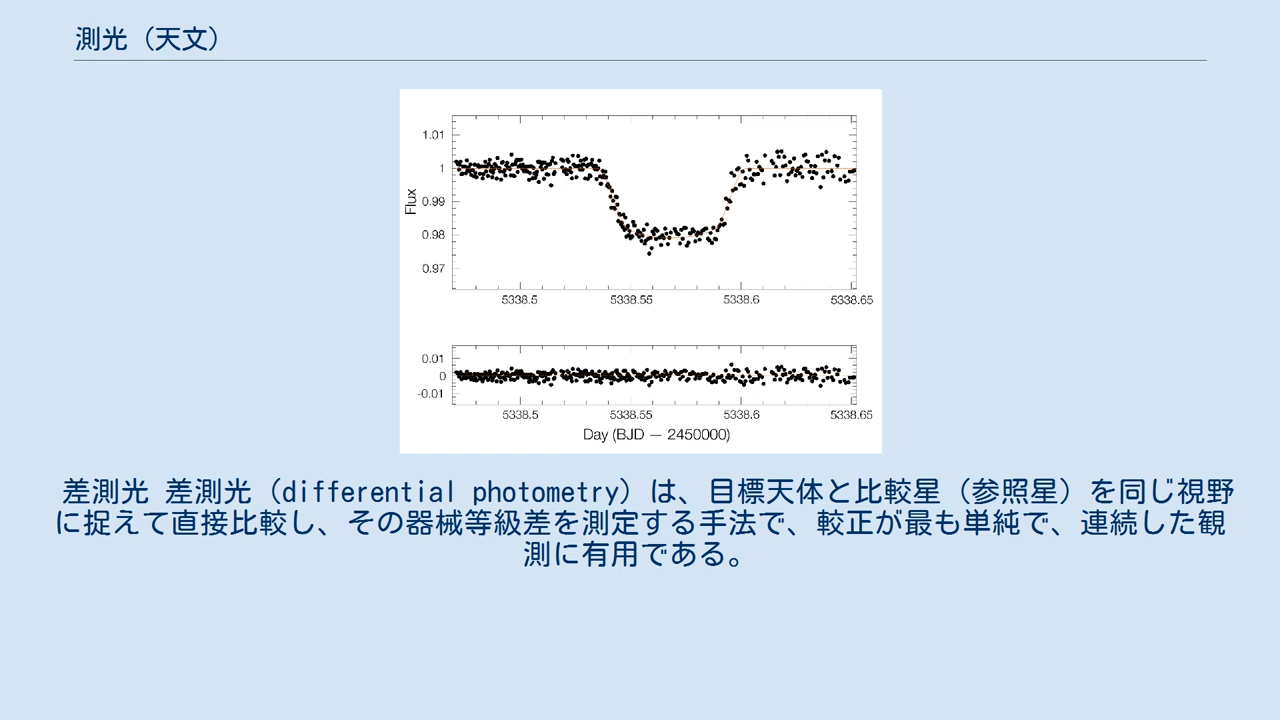 測光（天文）
1.01
1
0.99
0.98
0.97
Flux
5338.5 5338.55 5338.6 5338.65
0.01
0
-0.01
5338.5 5338.55 5338.6 5338.65
Day (BJD − 2450000)
差測光 差測光（differential photometry）は、目標天体と比較星（参照星）を同じ視野
に捉えて直接比較し、その器械等級差を測定する手法で、較正が最も単純で、連続した観
測に有用である。